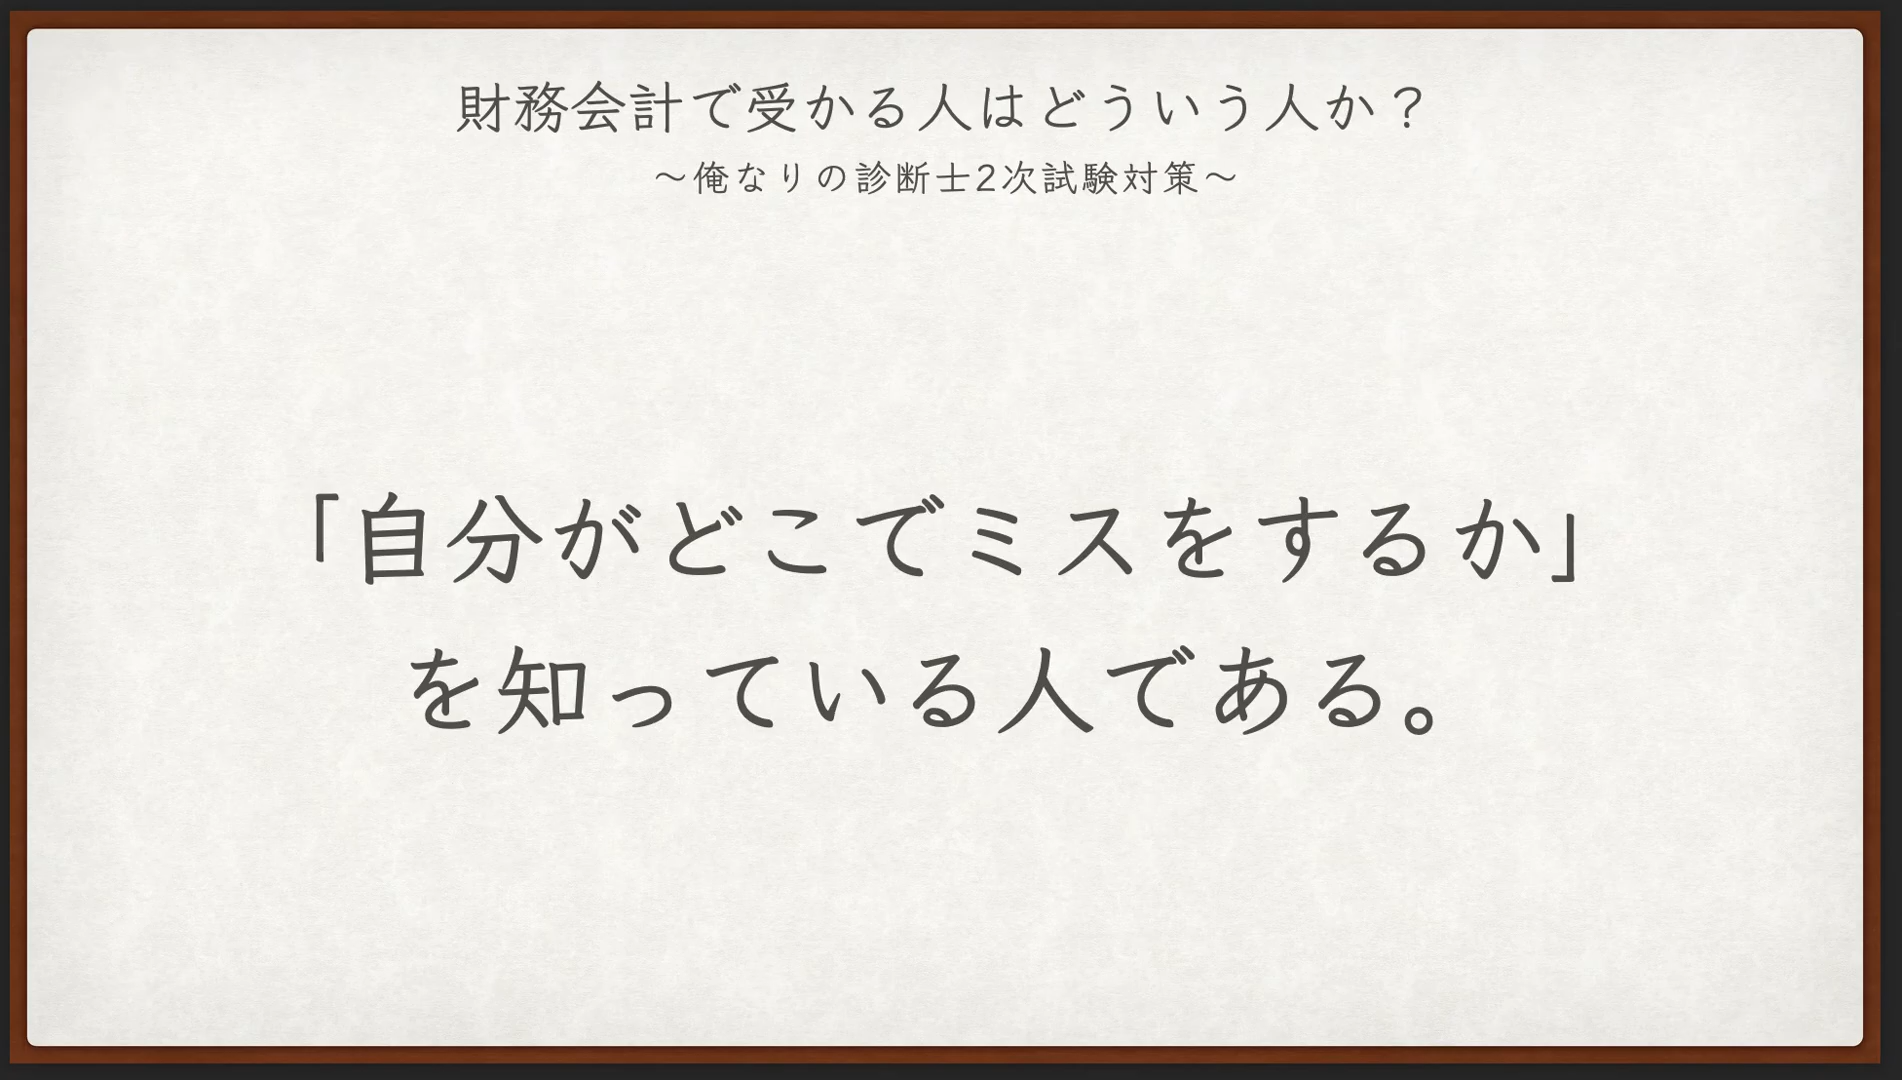 財務会計で受かる人はどういう人か？
〜俺なりの診断士2次試験対策〜
「自分がどこでミスをするか」
を知っている人である。